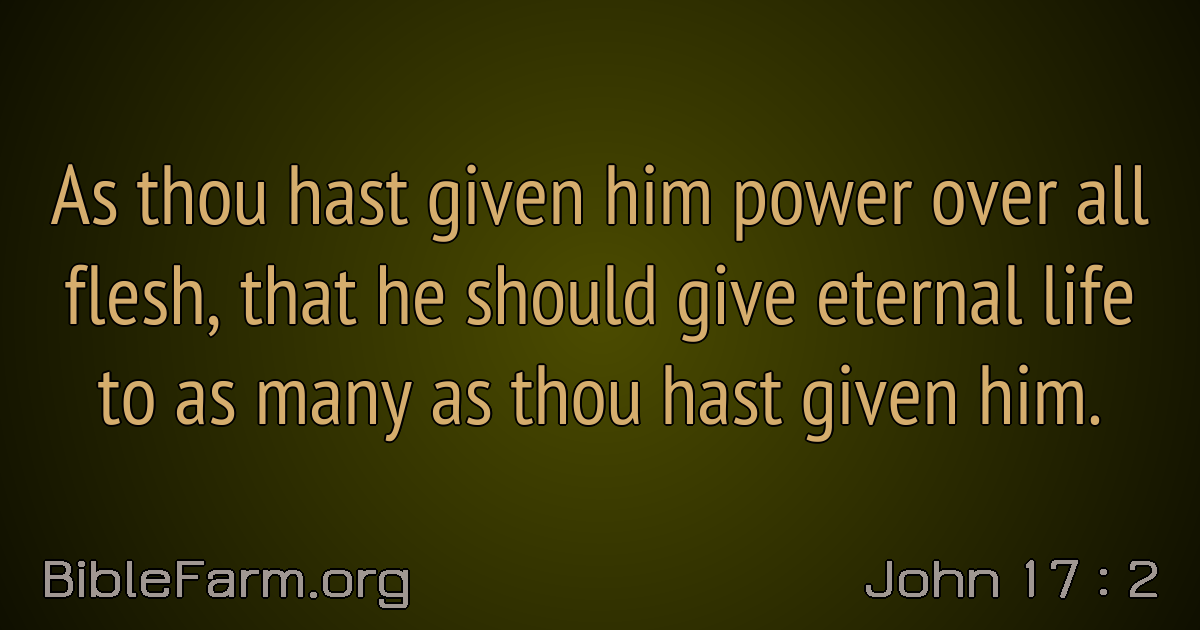 As thou hast given him power over all
flesh, that he should give eternal life
to as many as thou hast given him.
BibleFarm.org
John 17 : 2